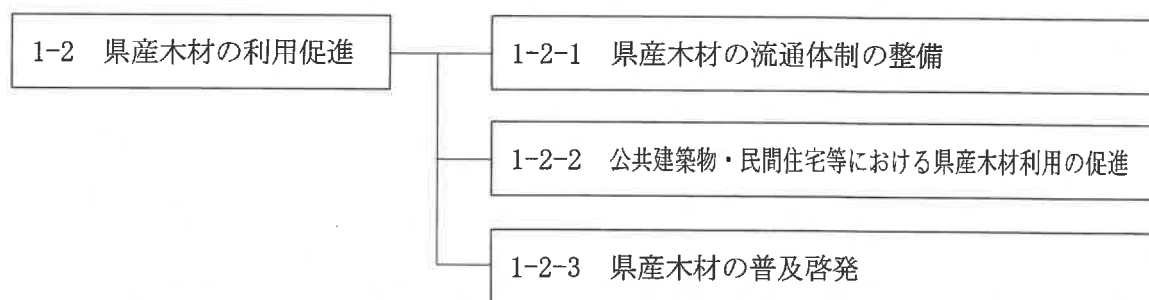 1-2 県産木材の利用促進
1-2-1 県産木材の流通体制の整備
1-2-2 公共建築物・民間住宅等における県産木材利用の促進
1-2-3 県産木材の普及啓発